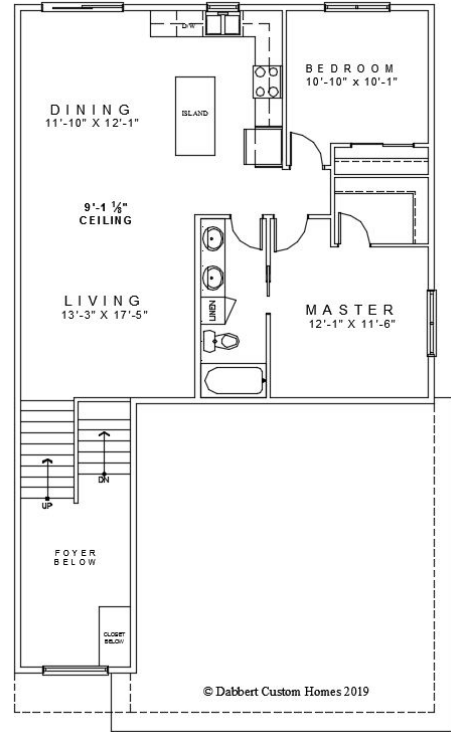 D/W
BEDROOM
10'-10" x 10'-1"
DINING
11'-10" X 12'-1"
ISLAND
9'-1 ⅛"
CEILING
LIVING
13'-3" X 17'-5"
LINEN
MASTER
12'-1" X 11'-6"
UP
DN
FOYER
BELOW
CLOSET
BELOW
© Dabbert Custom Homes 2019